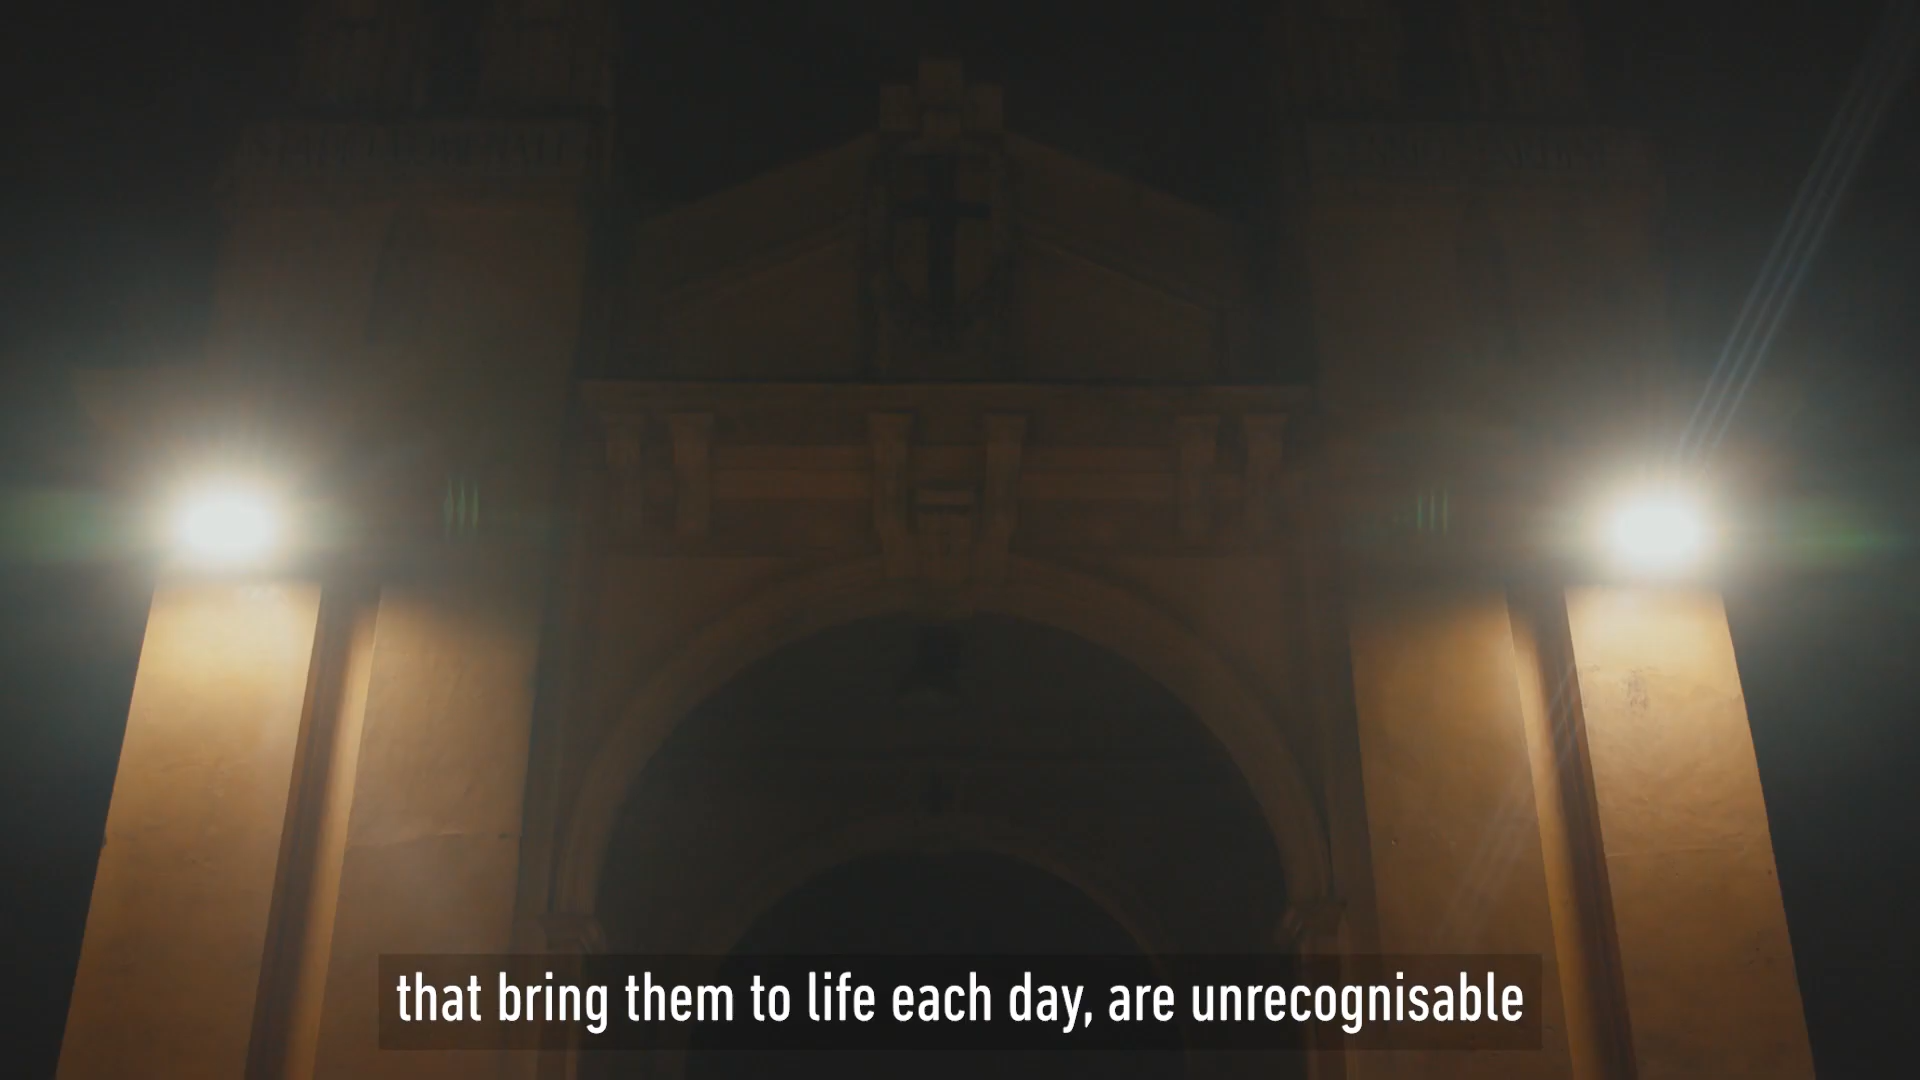 that bring them to life each day, are unrecognisable